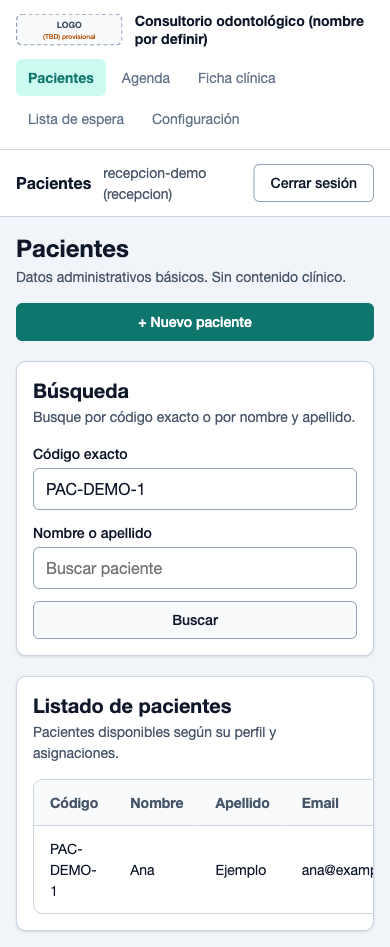 LOGO
(TBD) provisional
Consultorio odontológico (nombre
por definir)
Pacientes Agenda Ficha clínica
Lista de espera Configuración
Pacientes
recepcion-demo
(recepcion)
Cerrar sesión
Pacientes
Datos administrativos básicos. Sin contenido clínico.
+ Nuevo paciente
Búsqueda
Busque por código exacto o por nombre y apellido.
Código exacto
PAC-DEMO-1
Nombre o apellido
Buscar paciente
Buscar
Listado de pacientes
Pacientes disponibles según su perfil y
asignaciones.
Código Nombre Apellido Email
PAC-
DEMO-
1
Ana Ejemplo